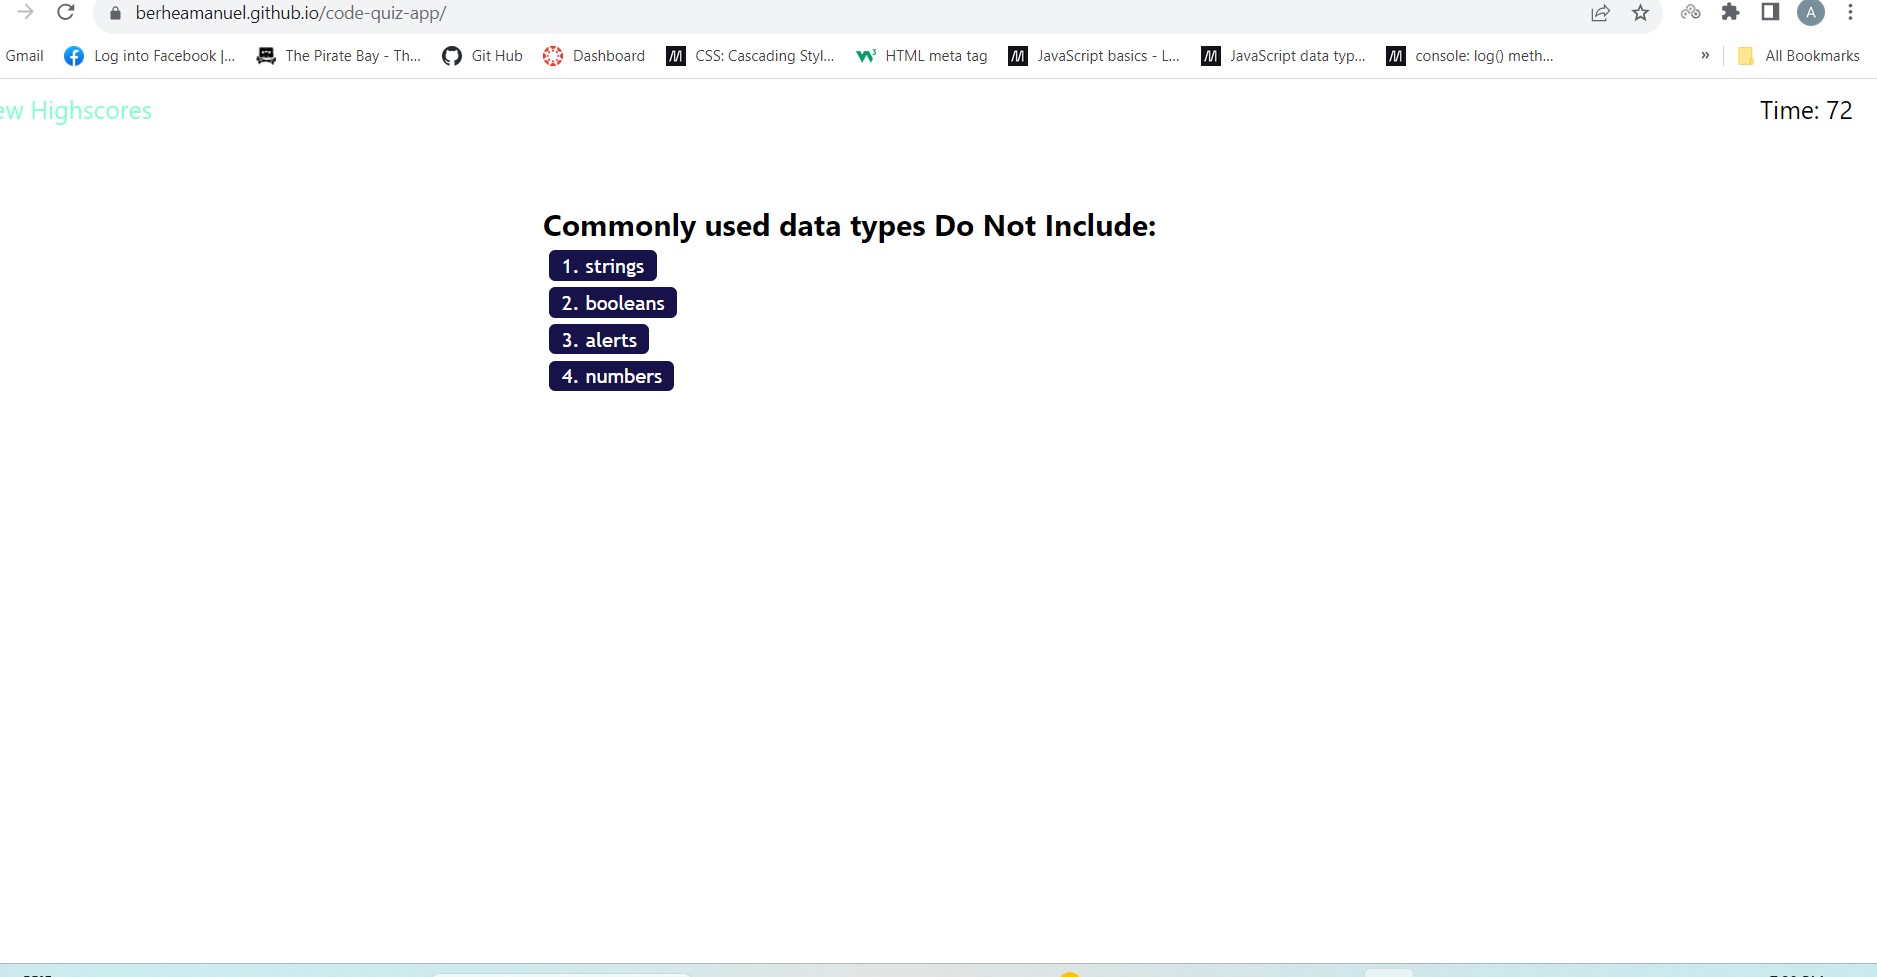 berheamanuel.github.io/code-quiz-app/
A
Gmail Log into Facebook |... The Pirate Bay - Th... Git Hub Dashboard CSS: Cascading Styl... HTML meta tag JavaScript basics - L... JavaScript data typ... console: log() meth... » All Bookmarks
ew Highscores Time: 72
Commonly used data types Do Not Include:
1. strings
2. booleans
3. alerts
4. numbers